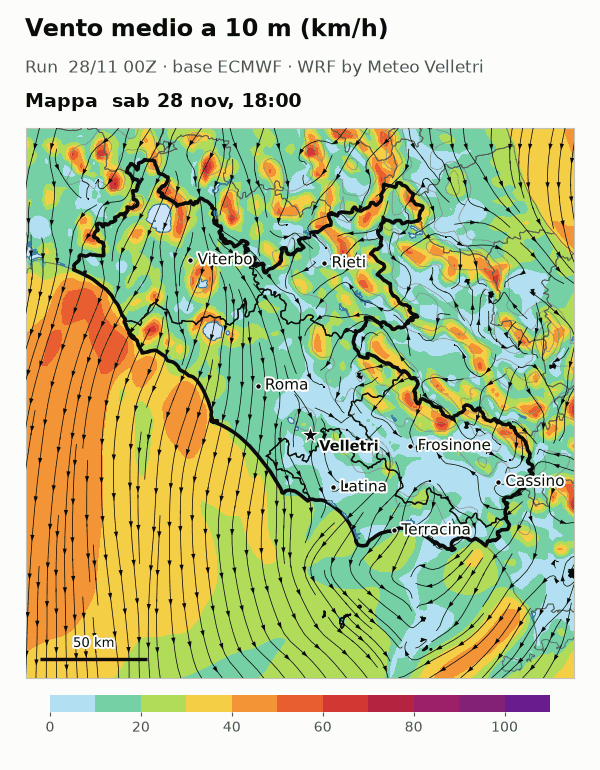 Vento medio a 10 m (km/h)
Run  28/11 00Z · base ECMWF · WRF by Meteo Velletri
Mappa  sab 28 nov, 18:00
Viterbo
Rieti
Roma
Velletri
Frosinone
Latina
Cassino
Terracina
50 km
0 20 40 60 80 100